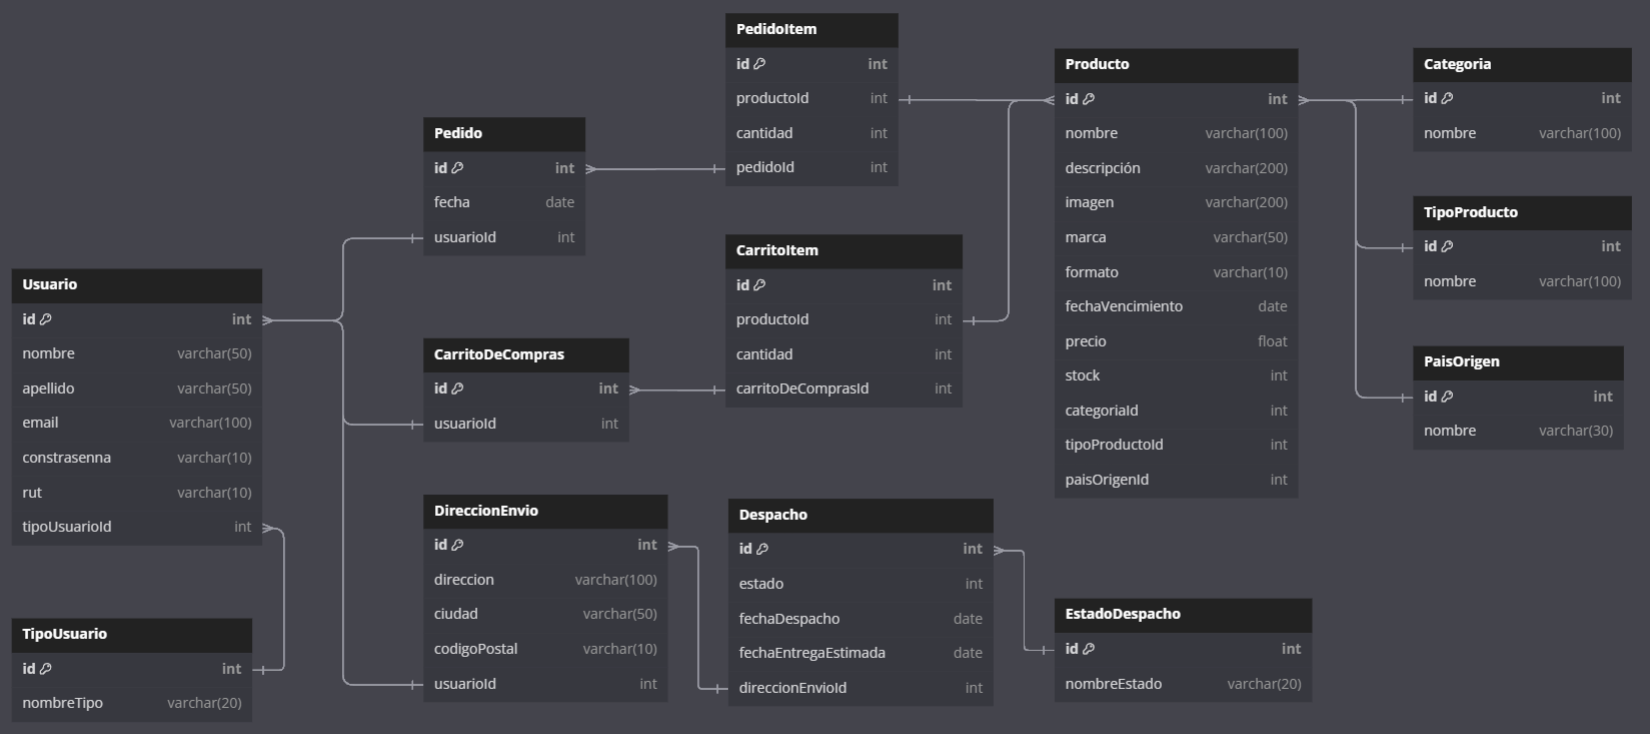 PedidoItem
id int
productoId int
cantidad int
pedidoId int
Producto
id int
nombre varchar(100)
descripción varchar(200)
imagen varchar(200)
marca varchar(50)
formato varchar(10)
fechaVencimiento date
precio float
stock int
categoriaId int
tipoProductoId int
paisOrigenId int
Categoria
id int
nombre varchar(100)
TipoProducto
id int
nombre varchar(100)
PaisOrigen
id int
nombre varchar(30)
Pedido
id int
fecha date
usuarioId int
CarritoItem
id int
productoId int
cantidad int
carritoDeComprasId int
Usuario
id int
nombre varchar(50)
apellido varchar(50)
email varchar(100)
constrasenna varchar(10)
rut varchar(10)
tipoUsuarioId int
CarritoDeCompras
id int
usuarioId int
DireccionEnvio
id int
direccion varchar(100)
ciudad varchar(50)
codigoPostal varchar(10)
usuarioId int
Despacho
id int
estado int
fechaDespacho date
fechaEntregaEstimada date
direccionEnvioId int
EstadoDespacho
id int
nombreEstado varchar(20)
TipoUsuario
id int
nombreTipo varchar(20)